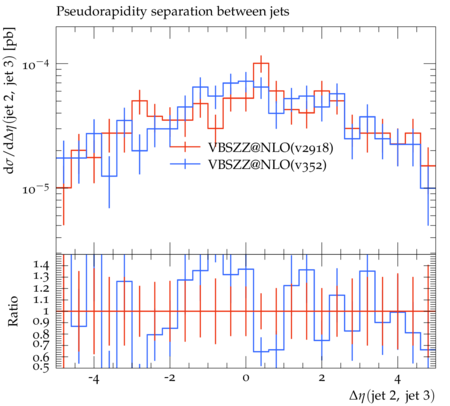 Pseudorapidity separation between jets
dσ/dΔη(jet 2, jet 3) [pb]
10⁻⁴
10⁻⁵
VBSZZ@NLO(v2918)
VBSZZ@NLO(v352)
Ratio
1.4
1.3
1.2
1.1
1
0.9
0.8
0.7
0.6
0.5
-4 -2 0 2 4
Δη(jet 2, jet 3)